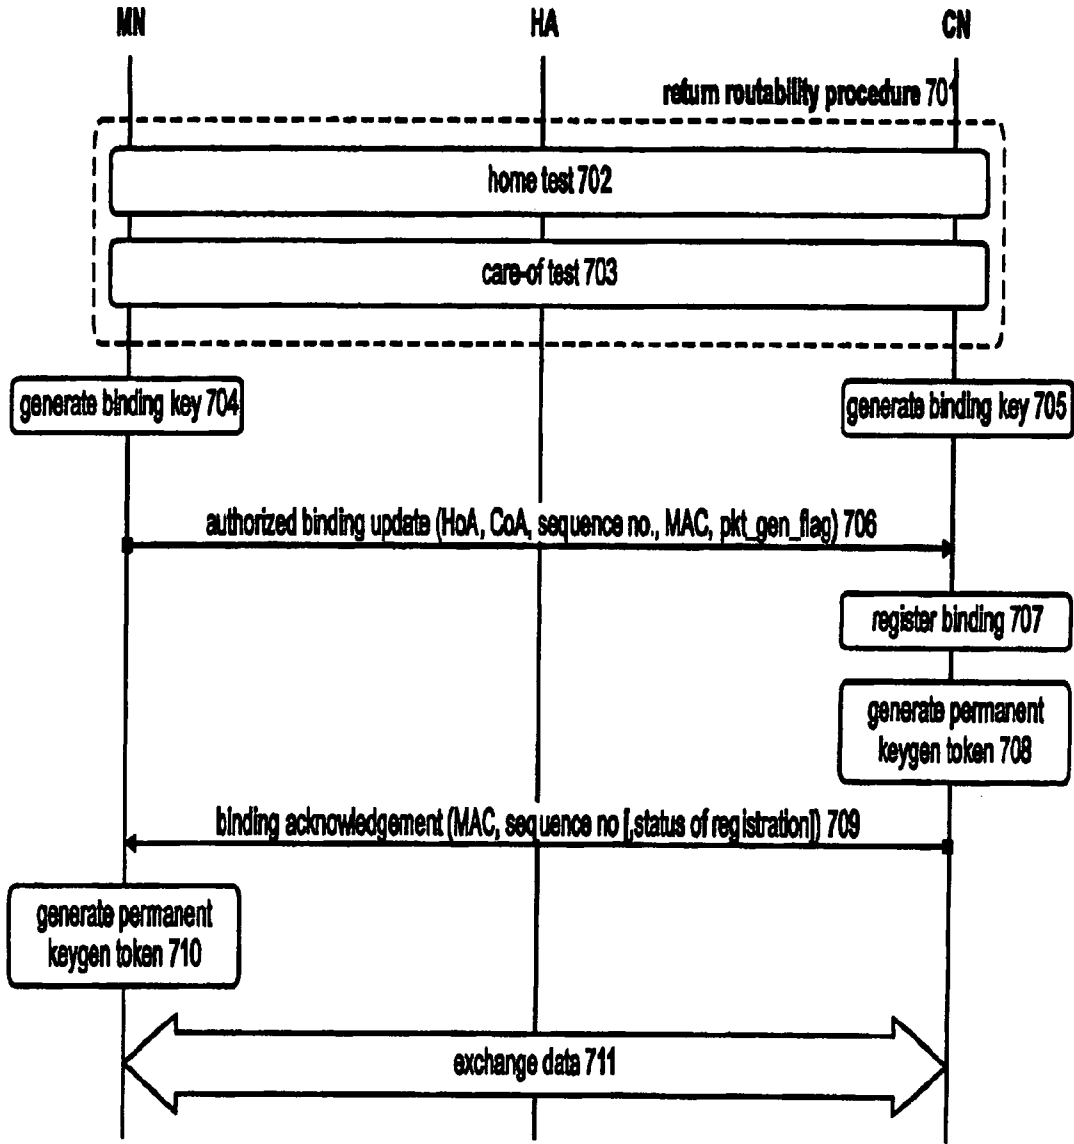 MN HA CN
return routability procedure 701
home test 702
care-of test 703
generate binding key 704
generate binding key 705
authorized binding update (HoA, CoA, sequence no., MAC, pkt_gen_flag) 706
register binding 707
generate permanent
keygen token 708
binding acknowledgement (MAC, sequence no [,status of registration]) 709
generate permanent
keygen token 710
exchange data 711